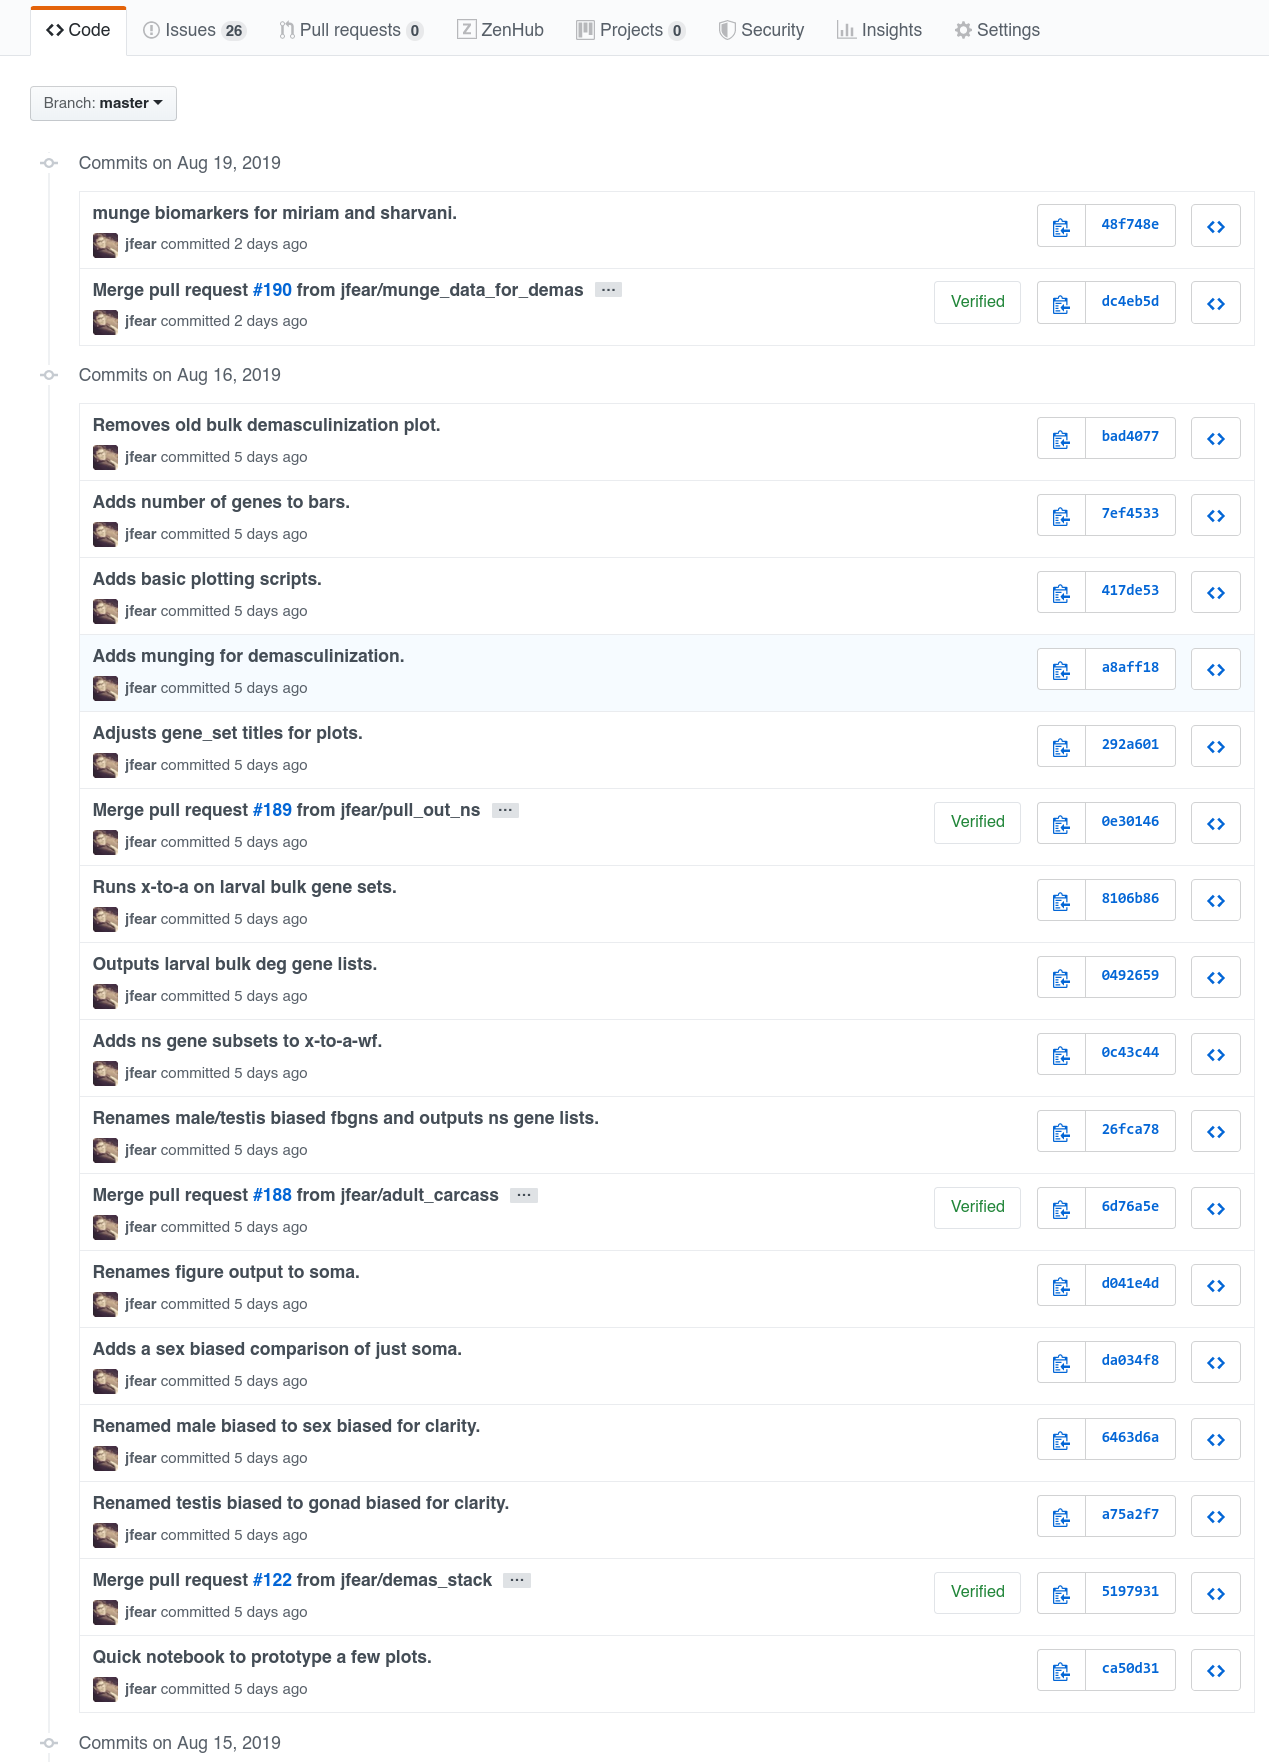 Code Issues 26 Pull requests 0 ZenHub Projects 0 Security Insights Settings
Branch: master
Commits on Aug 19, 2019
munge biomarkers for miriam and sharvani.
48f748e
jfear committed 2 days ago
Merge pull request #190 from jfear/munge_data_for_demas …
Verified dc4eb5d
jfear committed 2 days ago
Commits on Aug 16, 2019
Removes old bulk demasculinization plot.
bad4077
jfear committed 5 days ago
Adds number of genes to bars.
7ef4533
jfear committed 5 days ago
Adds basic plotting scripts.
417de53
jfear committed 5 days ago
Adds munging for demasculinization.
a8aff18
jfear committed 5 days ago
Adjusts gene_set titles for plots.
292a601
jfear committed 5 days ago
Merge pull request #189 from jfear/pull_out_ns …
Verified 0e30146
jfear committed 5 days ago
Runs x-to-a on larval bulk gene sets.
8106b86
jfear committed 5 days ago
Outputs larval bulk deg gene lists.
0492659
jfear committed 5 days ago
Adds ns gene subsets to x-to-a-wf.
0c43c44
jfear committed 5 days ago
Renames male/testis biased fbgns and outputs ns gene lists.
26fca78
jfear committed 5 days ago
Merge pull request #188 from jfear/adult_carcass …
Verified 6d76a5e
jfear committed 5 days ago
Renames figure output to soma.
d041e4d
jfear committed 5 days ago
Adds a sex biased comparison of just soma.
da034f8
jfear committed 5 days ago
Renamed male biased to sex biased for clarity.
6463d6a
jfear committed 5 days ago
Renamed testis biased to gonad biased for clarity.
a75a2f7
jfear committed 5 days ago
Merge pull request #122 from jfear/demas_stack …
Verified 5197931
jfear committed 5 days ago
Quick notebook to prototype a few plots.
ca50d31
jfear committed 5 days ago
Commits on Aug 15, 2019